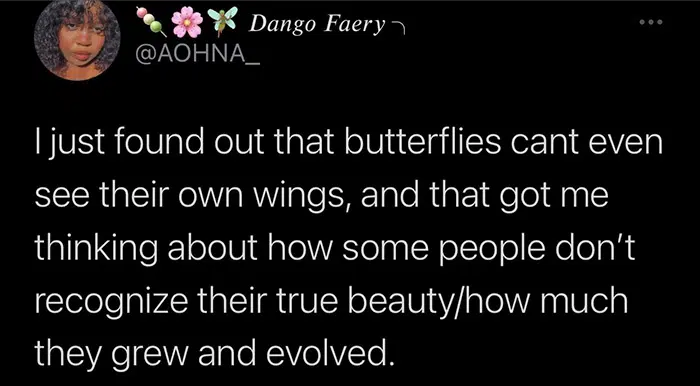 Dango Faery
@AOHNA_
I just found out that butterflies cant even
see their own wings, and that got me
thinking about how some people don’t
recognize their true beauty/how much
they grew and evolved.